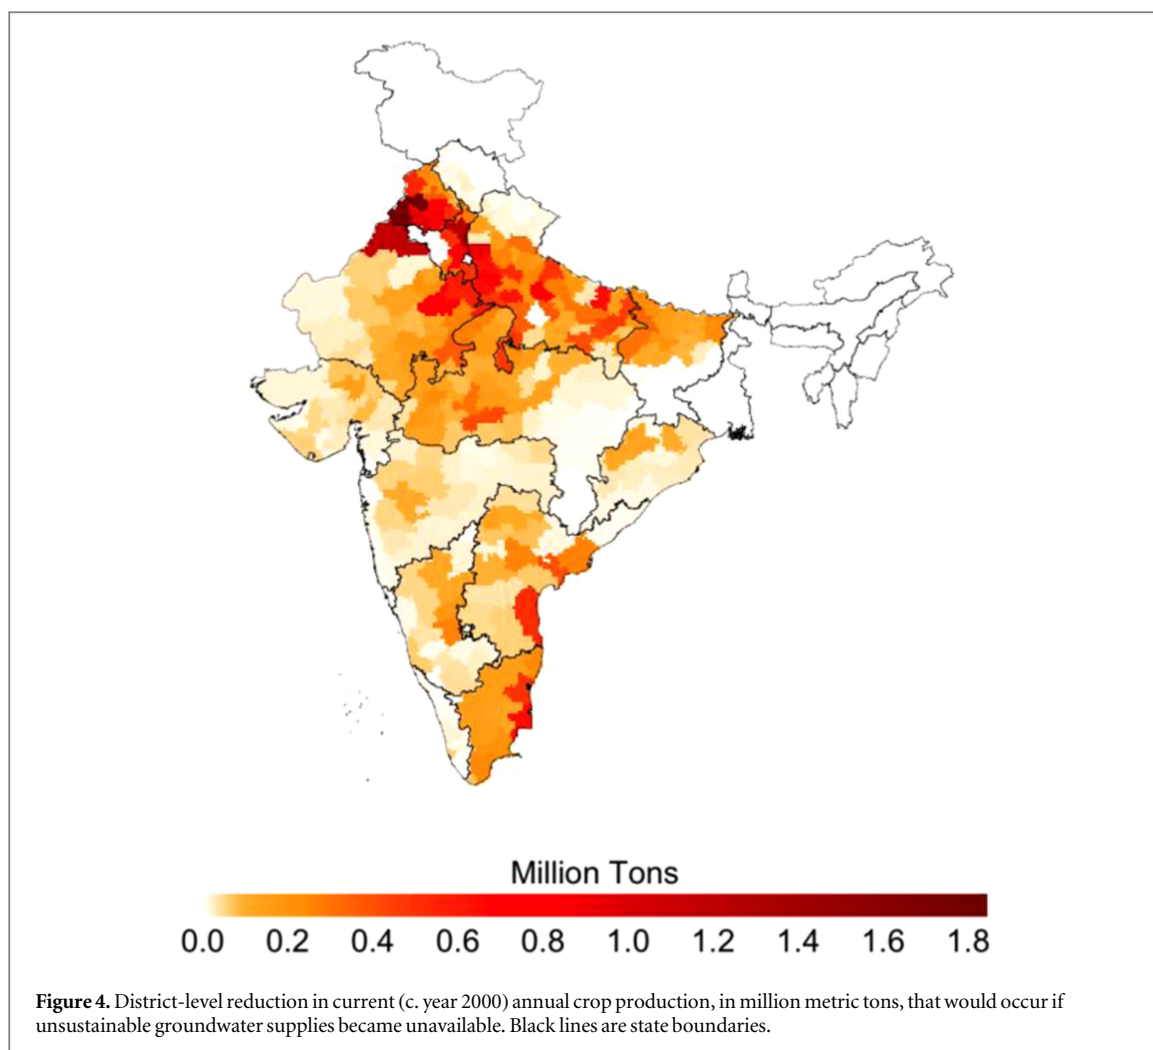 Million Tons
0.0 0.2 0.4 0.6 0.8 1.0 1.2 1.4 1.6 1.8
Figure 4. District-level reduction in current (c. year 2000) annual crop production, in million metric tons, that would occur if
unsustainable groundwater supplies became unavailable. Black lines are state boundaries.